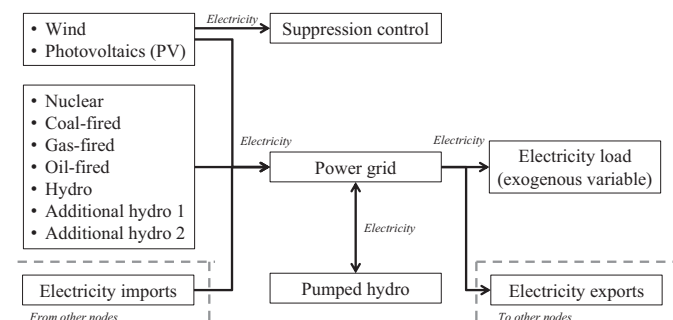 Electricity
• Wind
• Photovoltaics (PV)
Suppression control
• Nuclear
• Coal-fired
• Gas-fired
• Oil-fired
• Hydro
• Additional hydro 1
• Additional hydro 2
Electricity
Power grid
Electricity
Electricity load
(exogenous variable)
Electricity
Electricity imports
From other nodes
Pumped hydro
Electricity exports
To other nodes